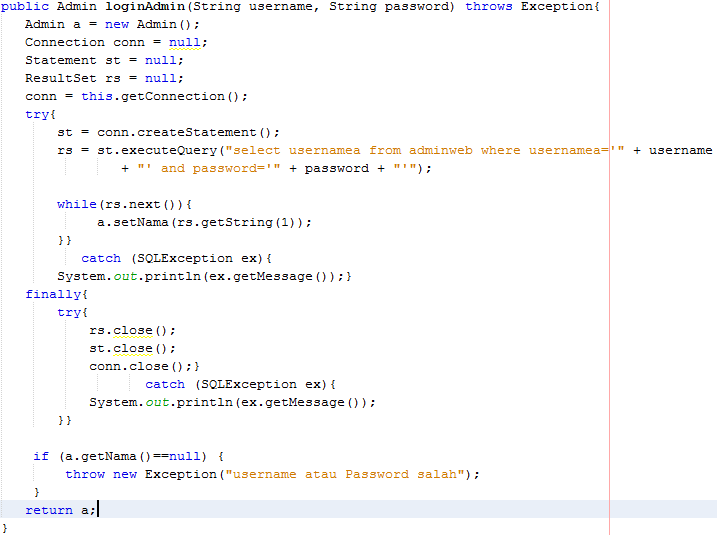 public Admin loginAdmin(String username, String password) throws Exception{
Admin a = new Admin();
Connection conn = null;
Statement st = null;
ResultSet rs = null;
conn = this.getConnection();
try{
st = conn.createStatement();
rs = st.executeQuery("select usernamea from adminweb where usernamea='" + username
+ "' and password='" + password + "'");
while(rs.next()){
a.setNama(rs.getString(1));
}}
catch (SQLException ex){
System.out.println(ex.getMessage());}
finally{
try{
rs.close();
st.close();
conn.close();}
catch (SQLException ex){
System.out.println(ex.getMessage());
}}
if (a.getNama()==null) {
throw new Exception("username atau Password salah");
}
return a;
}